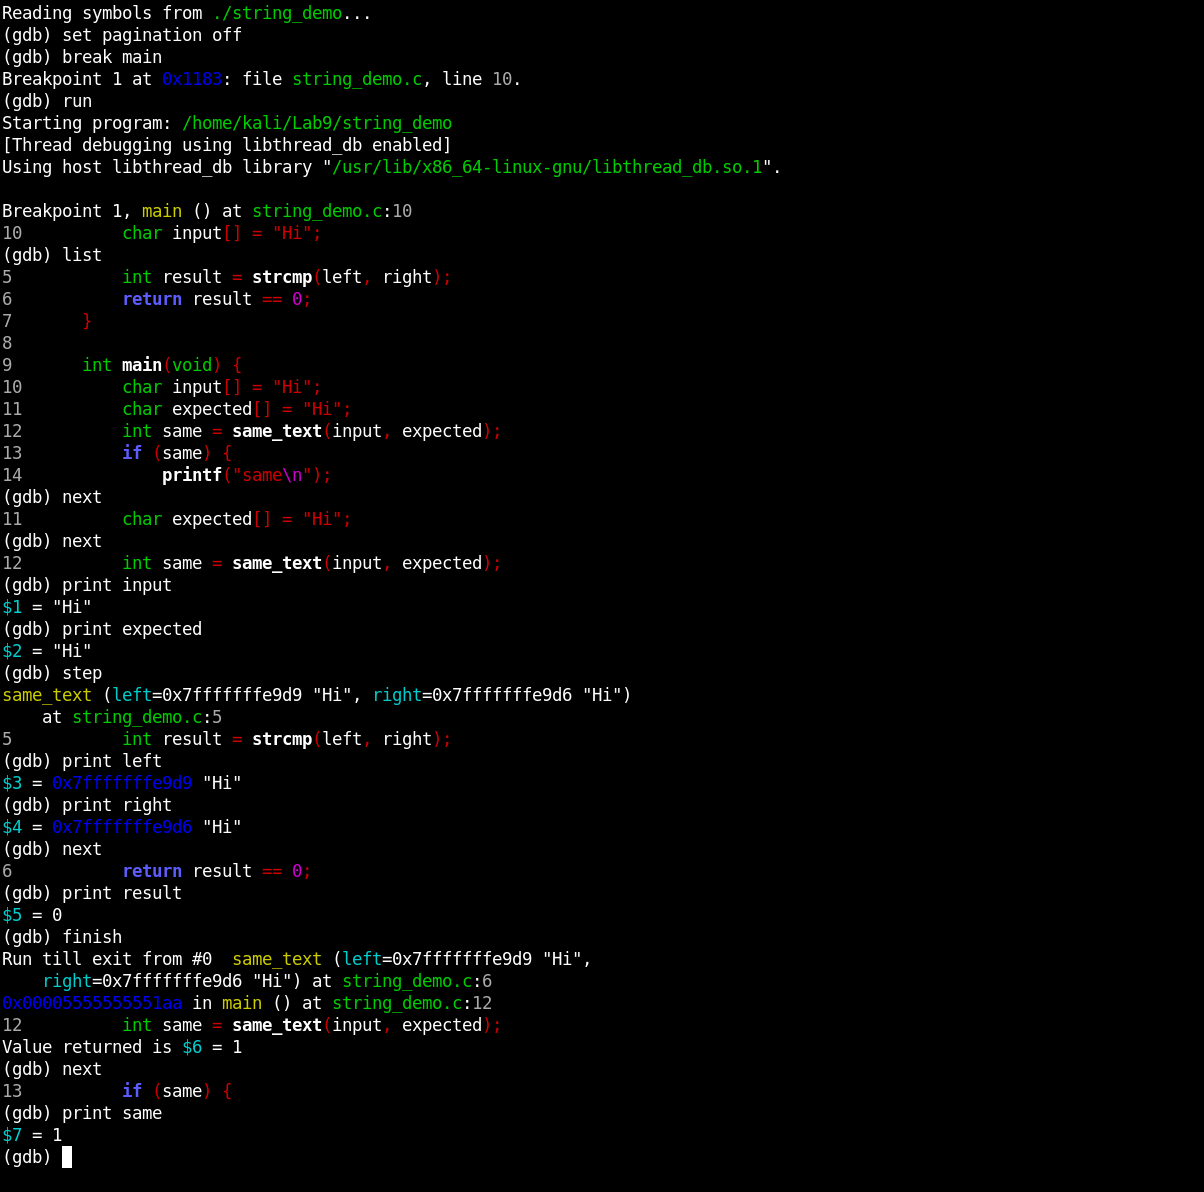 Reading symbols from ./string_demo...
(gdb) set pagination off
(gdb) break main
Breakpoint 1 at 0x1183: file string_demo.c, line 10.
(gdb) run
Starting program: /home/kali/Lab9/string_demo
[Thread debugging using libthread_db enabled]
Using host libthread_db library "/usr/lib/x86_64-linux-gnu/libthread_db.so.1".

Breakpoint 1, main () at string_demo.c:10
10          char input[] = "Hi";
(gdb) list
5           int result = strcmp(left, right);
6           return result == 0;
7       }
8
9       int main(void) {
10          char input[] = "Hi";
11          char expected[] = "Hi";
12          int same = same_text(input, expected);
13          if (same) {
14              printf("same\n");
(gdb) next
11          char expected[] = "Hi";
(gdb) next
12          int same = same_text(input, expected);
(gdb) print input
$1 = "Hi"
(gdb) print expected
$2 = "Hi"
(gdb) step
same_text (left=0x7fffffffe9d9 "Hi", right=0x7fffffffe9d6 "Hi")
    at string_demo.c:5
5           int result = strcmp(left, right);
(gdb) print left
$3 = 0x7fffffffe9d9 "Hi"
(gdb) print right
$4 = 0x7fffffffe9d6 "Hi"
(gdb) next
6           return result == 0;
(gdb) print result
$5 = 0
(gdb) finish
Run till exit from #0  same_text (left=0x7fffffffe9d9 "Hi",
    right=0x7fffffffe9d6 "Hi") at string_demo.c:6
0x00005555555551aa in main () at string_demo.c:12
12          int same = same_text(input, expected);
Value returned is $6 = 1
(gdb) next
13          if (same) {
(gdb) print same
$7 = 1
(gdb)